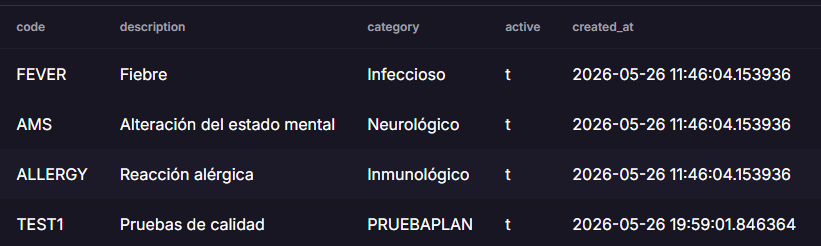 code description category active created_at
FEVER Fiebre Infeccioso t 2026-05-26 11:46:04.153936
AMS Alteración del estado mental Neurológico t 2026-05-26 11:46:04.153936
ALLERGY Reacción alérgica Inmunológico t 2026-05-26 11:46:04.153936
TEST1 Pruebas de calidad PRUEBAPLAN t 2026-05-26 19:59:01.846364